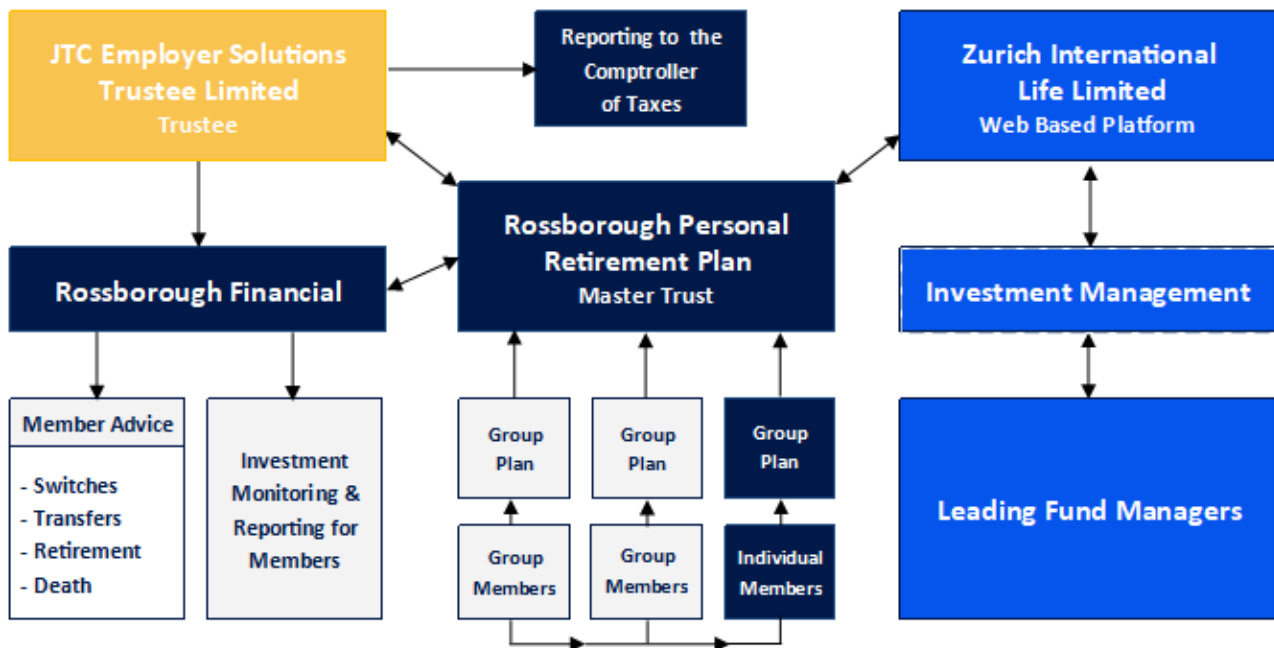 JTC Employer Solutions
Trustee Limited
Trustee
Reporting to the
Comptroller
of Taxes
Zurich International
Life Limited
Web Based Platform
Rossborough Personal
Retirement Plan
Master Trust
Rossborough Financial
Investment Management
Member Advice
- Switches
- Transfers
- Retirement
- Death
Investment
Monitoring &
Reporting for
Members
Group
Plan
Group
Plan
Group
Plan
Group
Members
Group
Members
Individual
Members
Leading Fund Managers